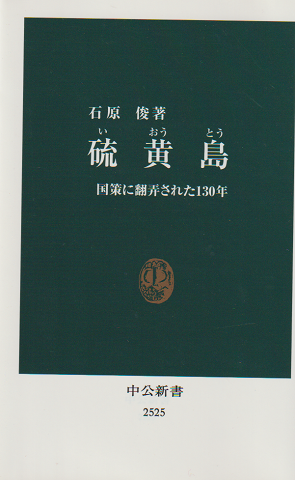 石原 俊著
い おう とう
硫黄島
国策に翻弄された130年
中公新書
2525